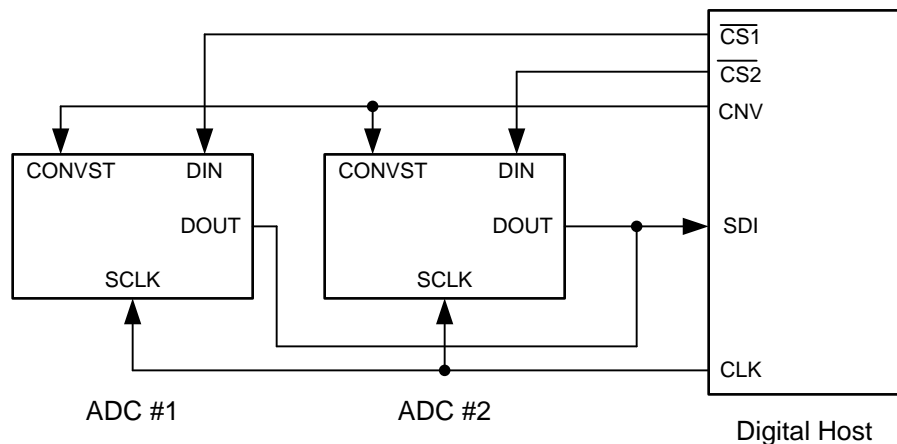 CS1
CS2
CNV
CONVST DIN
CONVST DIN
DOUT
DOUT
SDI
SCLK
SCLK
CLK
ADC #1
ADC #2
Digital Host